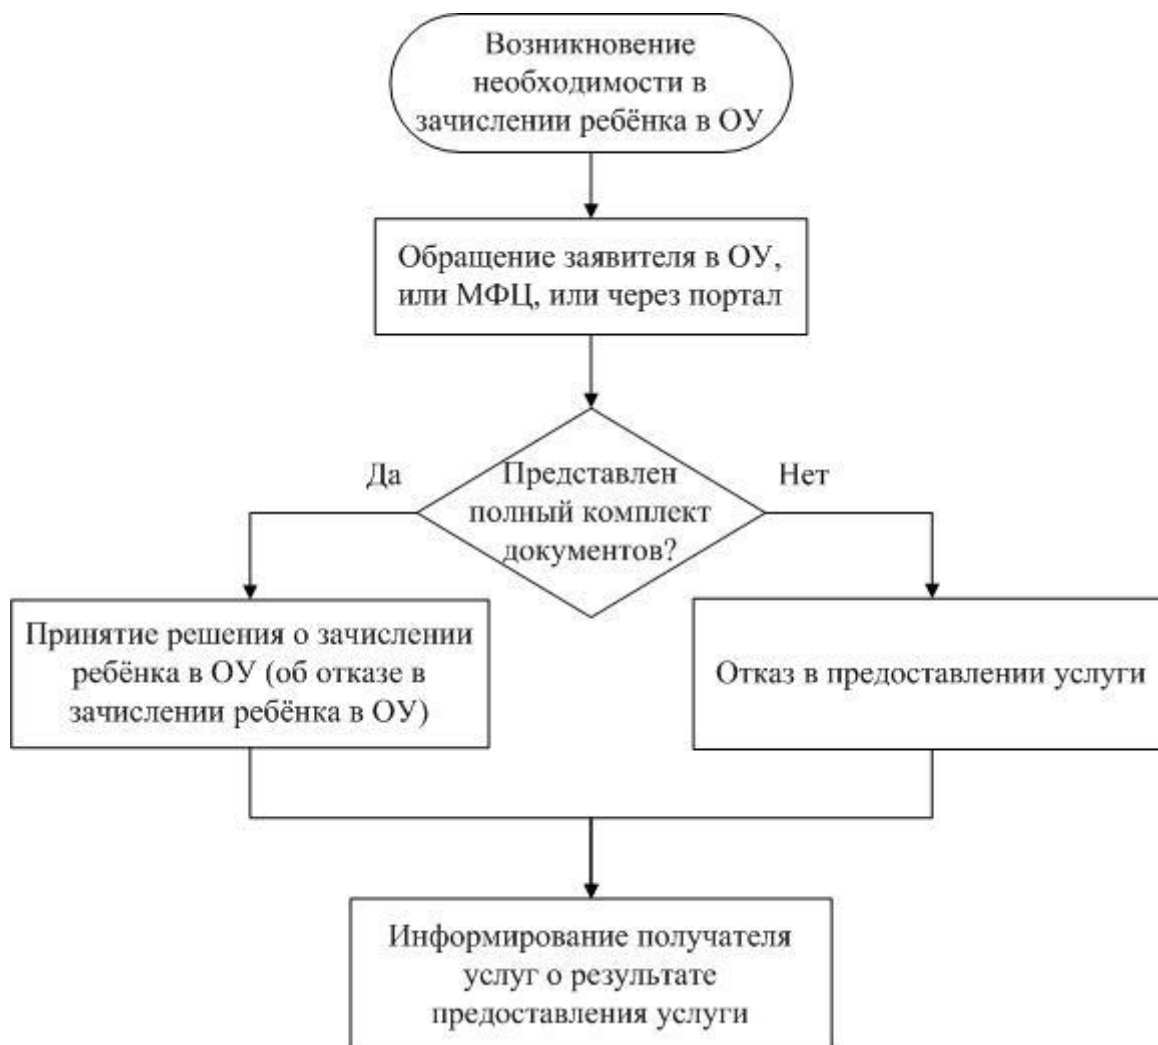 Возникновение
необходимости в
зачислении ребёнка в ОУ
Обращение заявителя в ОУ,
или МФЦ, или через портал
Да
Представлен
полный комплект
документов?
Нет
Принятие решения о зачислении
ребёнка в ОУ (об отказе в
зачислении ребёнка в ОУ)
Отказ в предоставлении услуги
Информирование получателя
услуг о результате
предоставления услуги